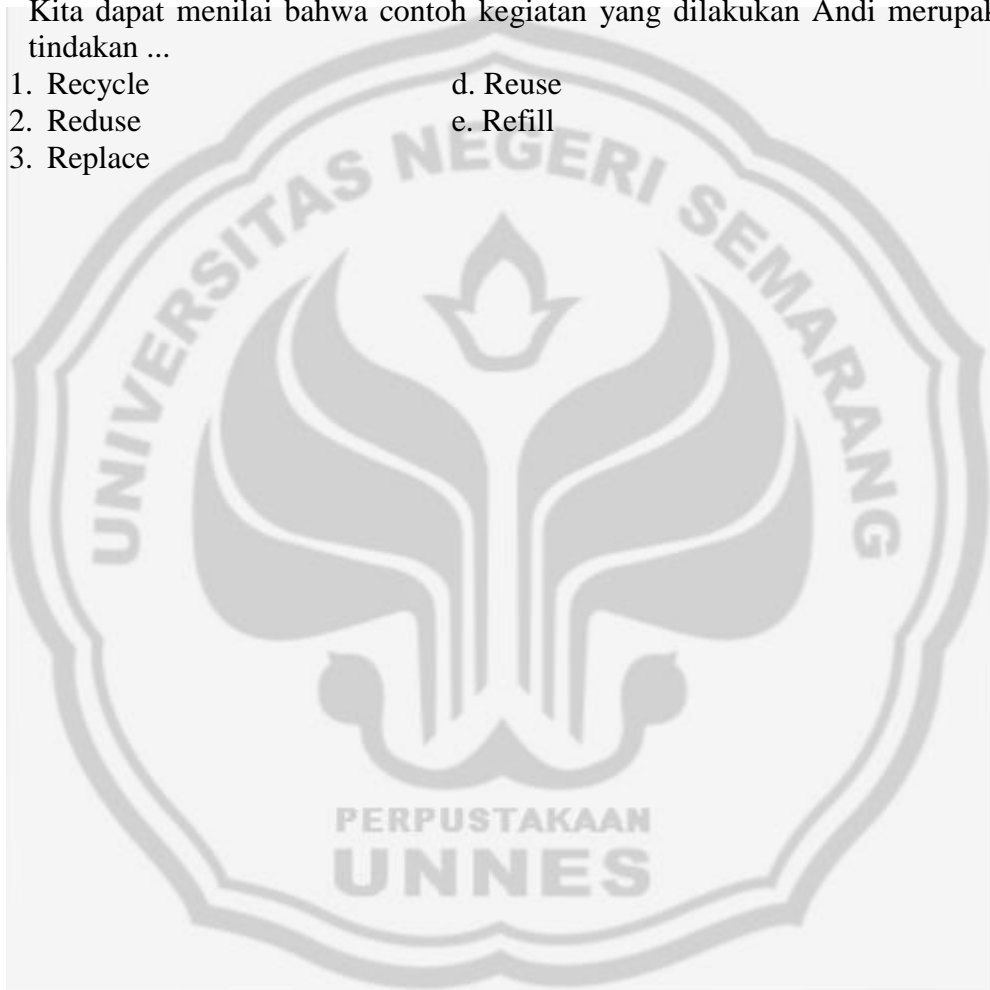 Kita dapat menilai bahwa contoh kegiatan yang dilakukan Andi merupak
tindakan ...
1. Recycle d. Reuse
2. Reduse e. Refill
3. Replace
UNIVERSITAS NEGERI SEMARANG
PERPUSTAKAAN
UNNES